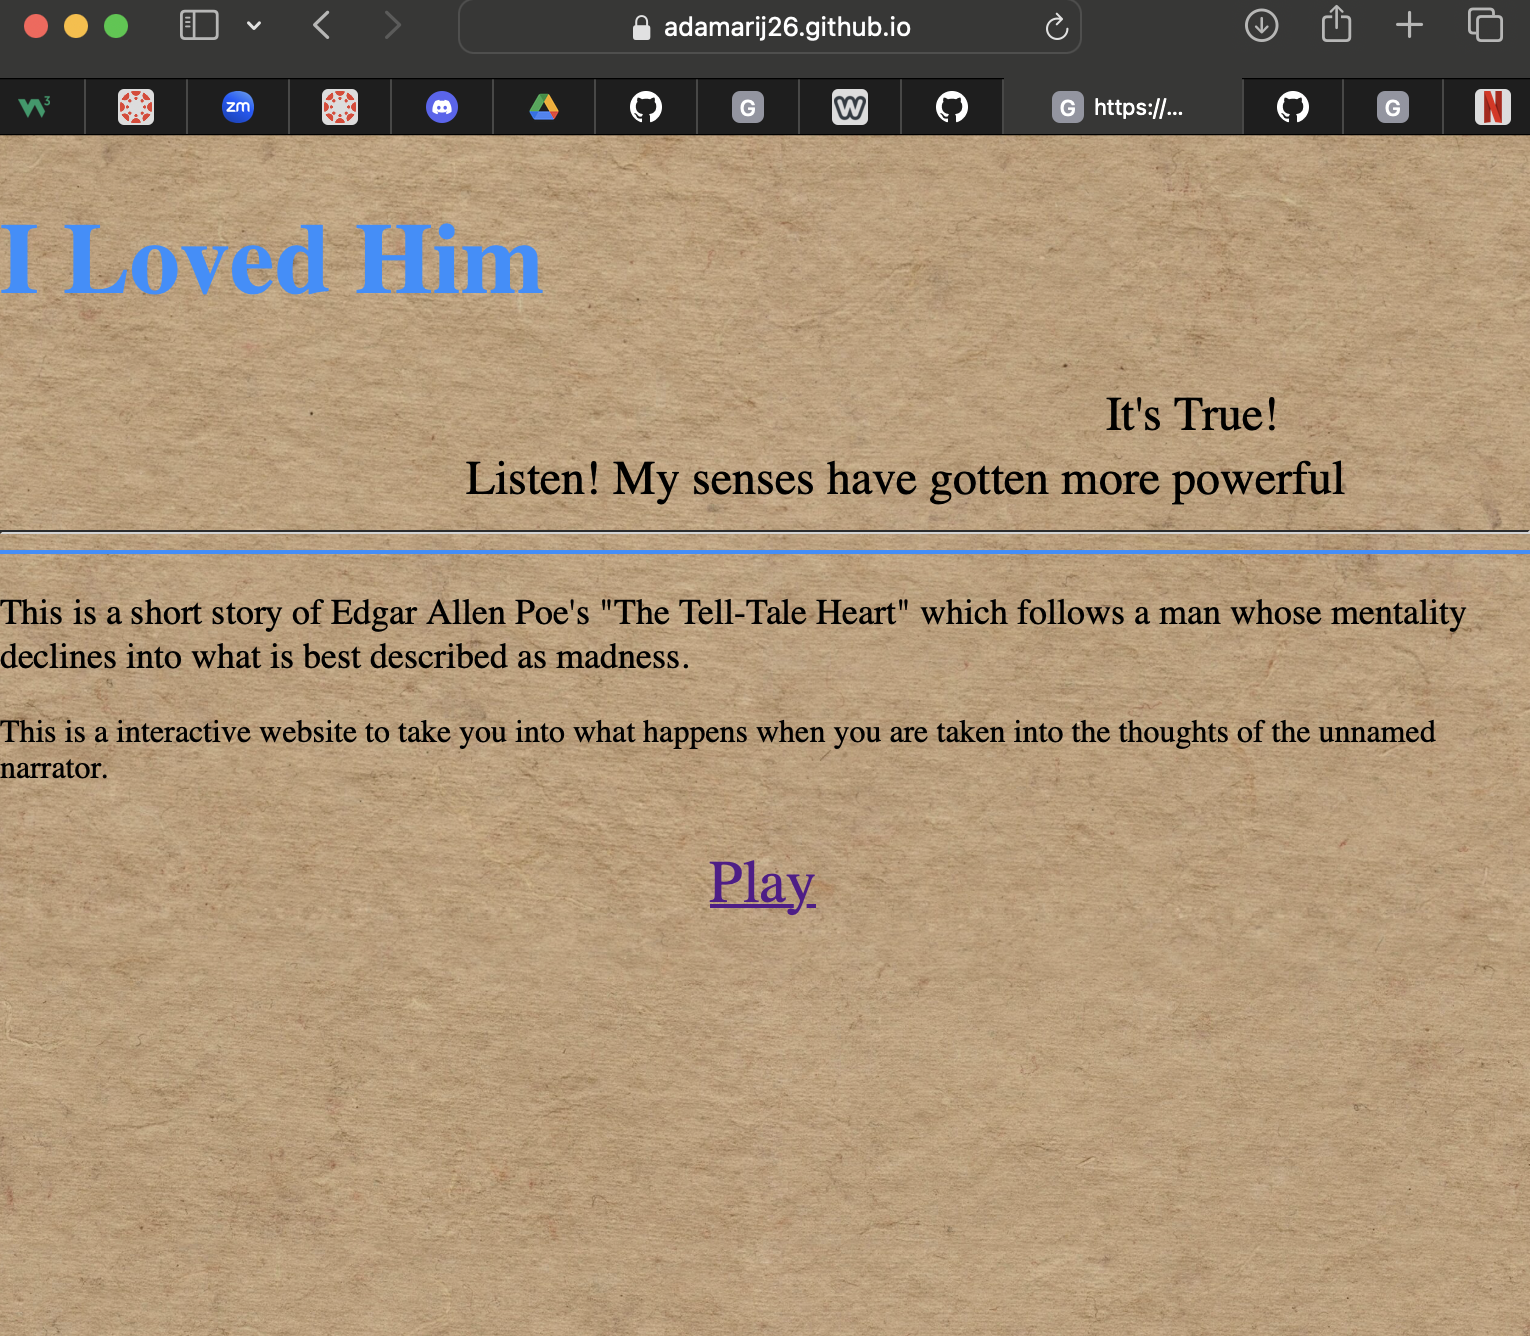 adamarij26.github.io
W3 zm G W G https://... G N
I Loved Him
It's True!
Listen! My senses have gotten more powerful
This is a short story of Edgar Allen Poe's "The Tell-Tale Heart" which follows a man whose mentality
declines into what is best described as madness.
This is a interactive website to take you into what happens when you are taken into the thoughts of the unnamed
narrator.
Play